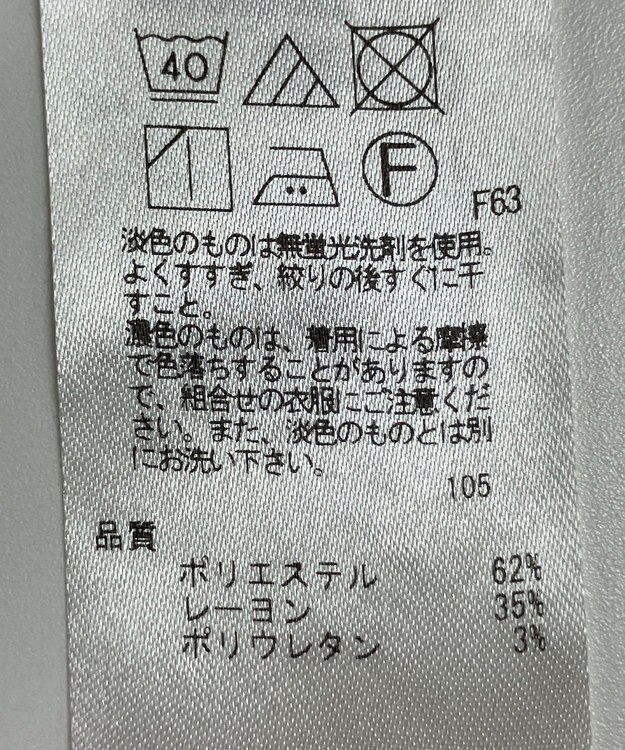 40
F
F63
淡色のものは無蛍光洗剤を使用。
よくすすぎ、絞りの後すぐに干
すこと。
濃色のものは、着用による摩擦
で色落ちすることがありますの
で、組合せの衣服にご注意くだ
さい。また、淡色のものとは別
にお洗い下さい。
105
品質
ポリエステル 62%
レーヨン 35%
ポリウレタン 3%